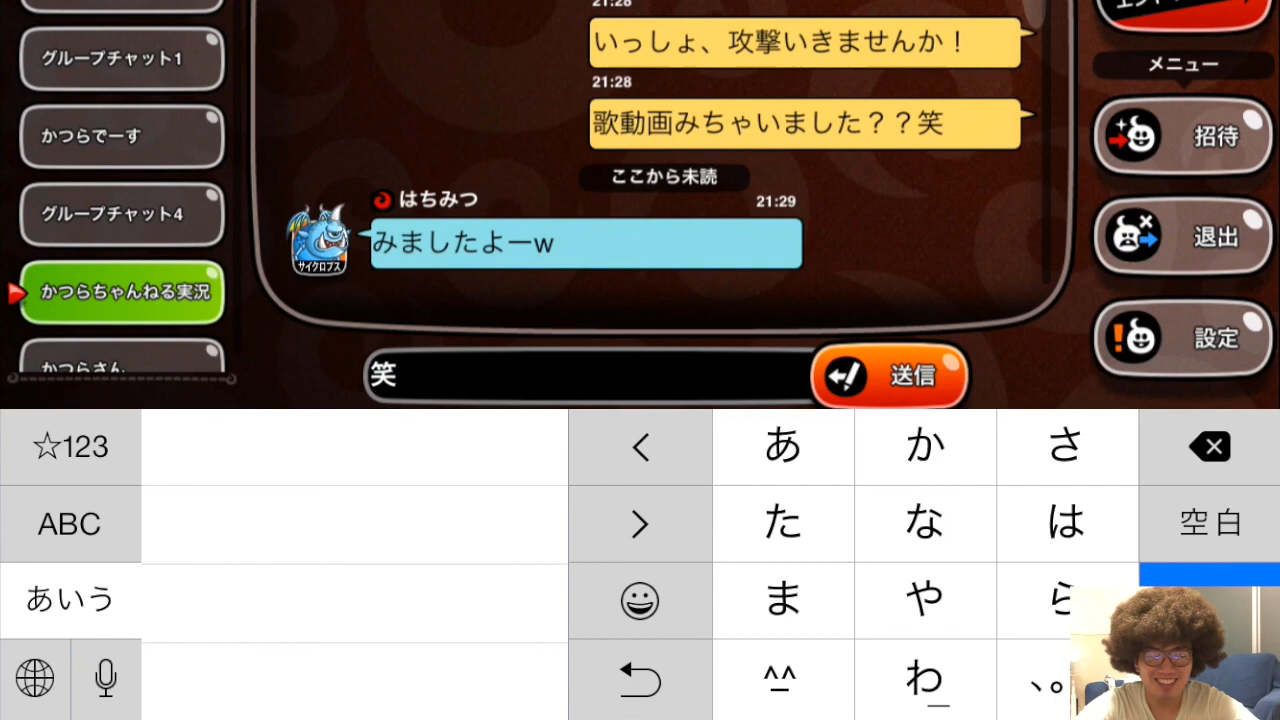 21:28
いっしょ、攻撃いきませんか！
21:28
歌動画みちゃいました？？笑
ここから未読
はちみつ
21:29
みましたよーw
サイクロプス
グループチャット1
かつらでーす
グループチャット4
かつらちゃんねる実況
かつらさん
メニュー
招待
退出
設定
笑
送信
☆123
あ
か
さ
ABC
た
な
は
空白
あいう
ま
や
ら
^^
わ
､｡